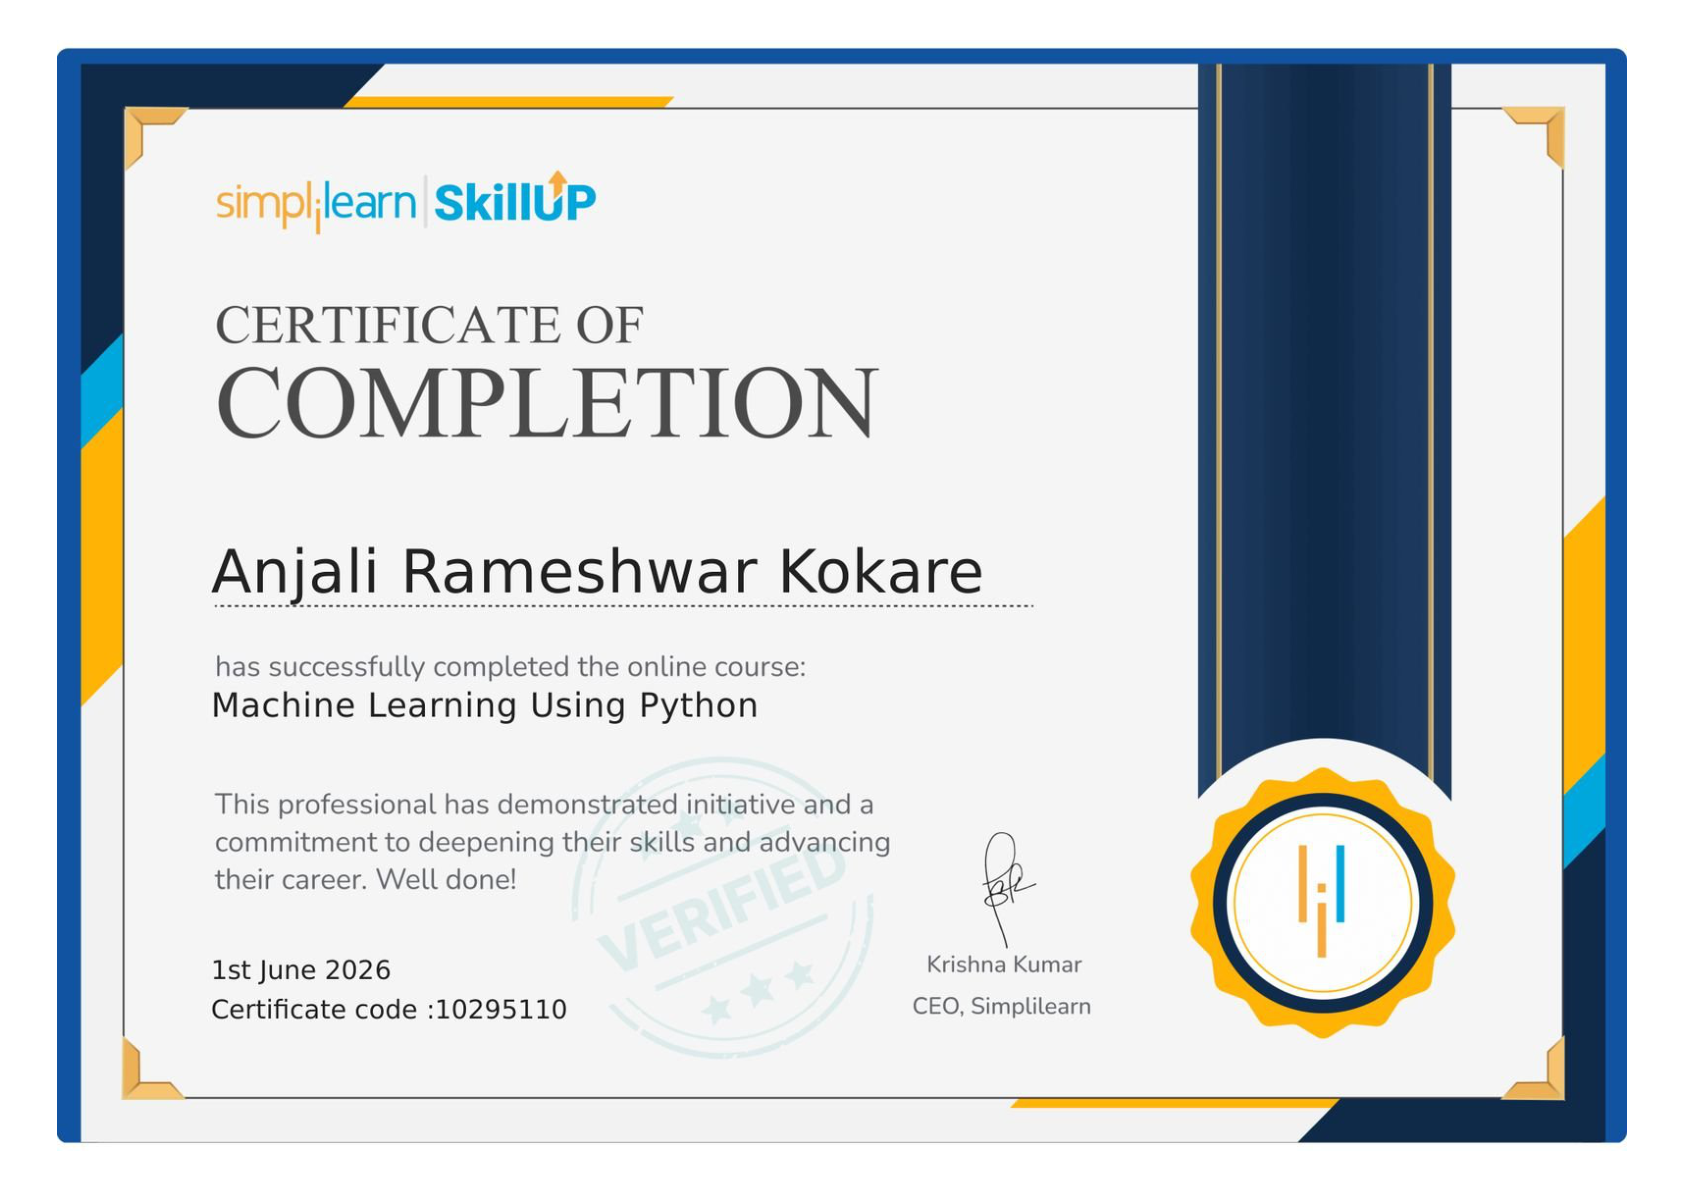 simplilearn | SkillUP
CERTIFICATE OF
COMPLETION
Anjali Rameshwar Kokare
has successfully completed the online course:
Machine Learning Using Python
This professional has demonstrated initiative and a
commitment to deepening their skills and advancing
their career. Well done!
VERIFIED
1st June 2026
Certificate code :10295110
Krishna Kumar
CEO, Simplilearn